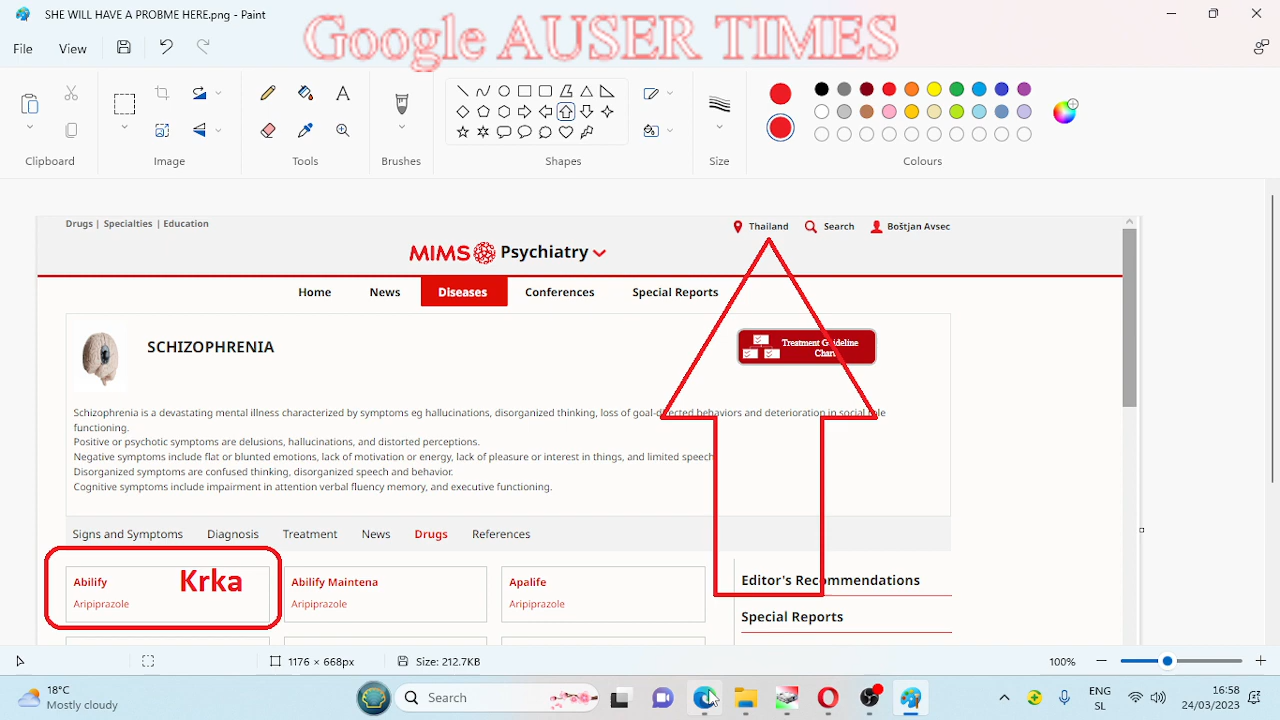 SHE WILL HAVE A PROBME HERE.png - Paint
Google AUSER TIMES
File
View
Clipboard
Image
Tools
Brushes
Shapes
Size
Colours
Drugs | Specialties | Education
Thailand
Search
Boštjan Avsec
MIMS Psychiatry
Home
News
Diseases
Conferences
Special Reports
SCHIZOPHRENIA
Treatment Guideline
Chart
Schizophrenia is a devastating mental illness characterized by symptoms eg hallucinations, disorganized thinking, loss of goal-directed behaviors and deterioration in social role
functioning.
Positive or psychotic symptoms are delusions, hallucinations, and distorted perceptions.
Negative symptoms include flat or blunted emotions, lack of motivation or energy, lack of pleasure or interest in things, and limited speech
Disorganized symptoms are confused thinking, disorganized speech and behavior.
Cognitive symptoms include impairment in attention verbal fluency memory, and executive functioning.
Signs and Symptoms
Diagnosis
Treatment
News
Drugs
References
Abilify
Krka
Aripiprazole
Abilify Maintena
Aripiprazole
Apalife
Aripiprazole
Editor's Recommendations
Special Reports
1176 × 668px
Size: 212.7KB
100%
18°C
Mostly cloudy
Search
ENG
SL
16:58
24/03/2023